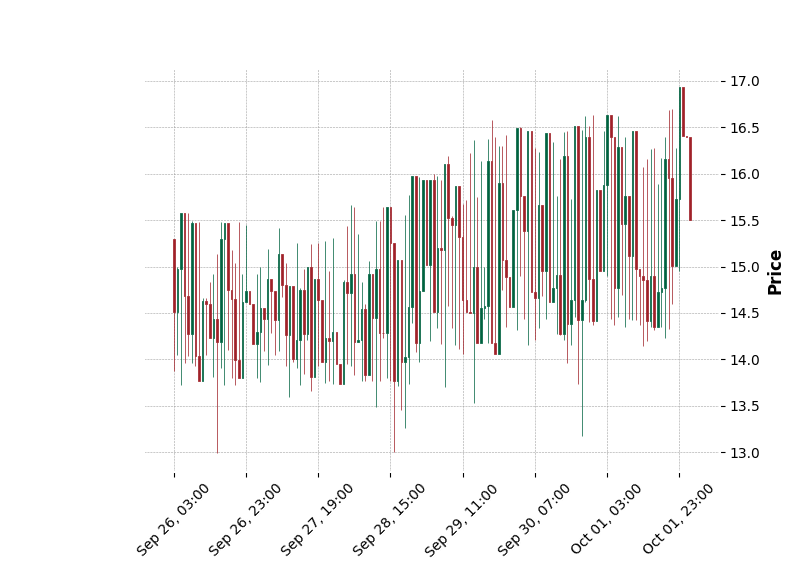 17.0
16.5
16.0
15.5
15.0
14.5
14.0
13.5
13.0
Price
Sep 26, 03:00
Sep 26, 23:00
Sep 27, 19:00
Sep 28, 15:00
Sep 29, 11:00
Sep 30, 07:00
Oct 01, 03:00
Oct 01, 23:00